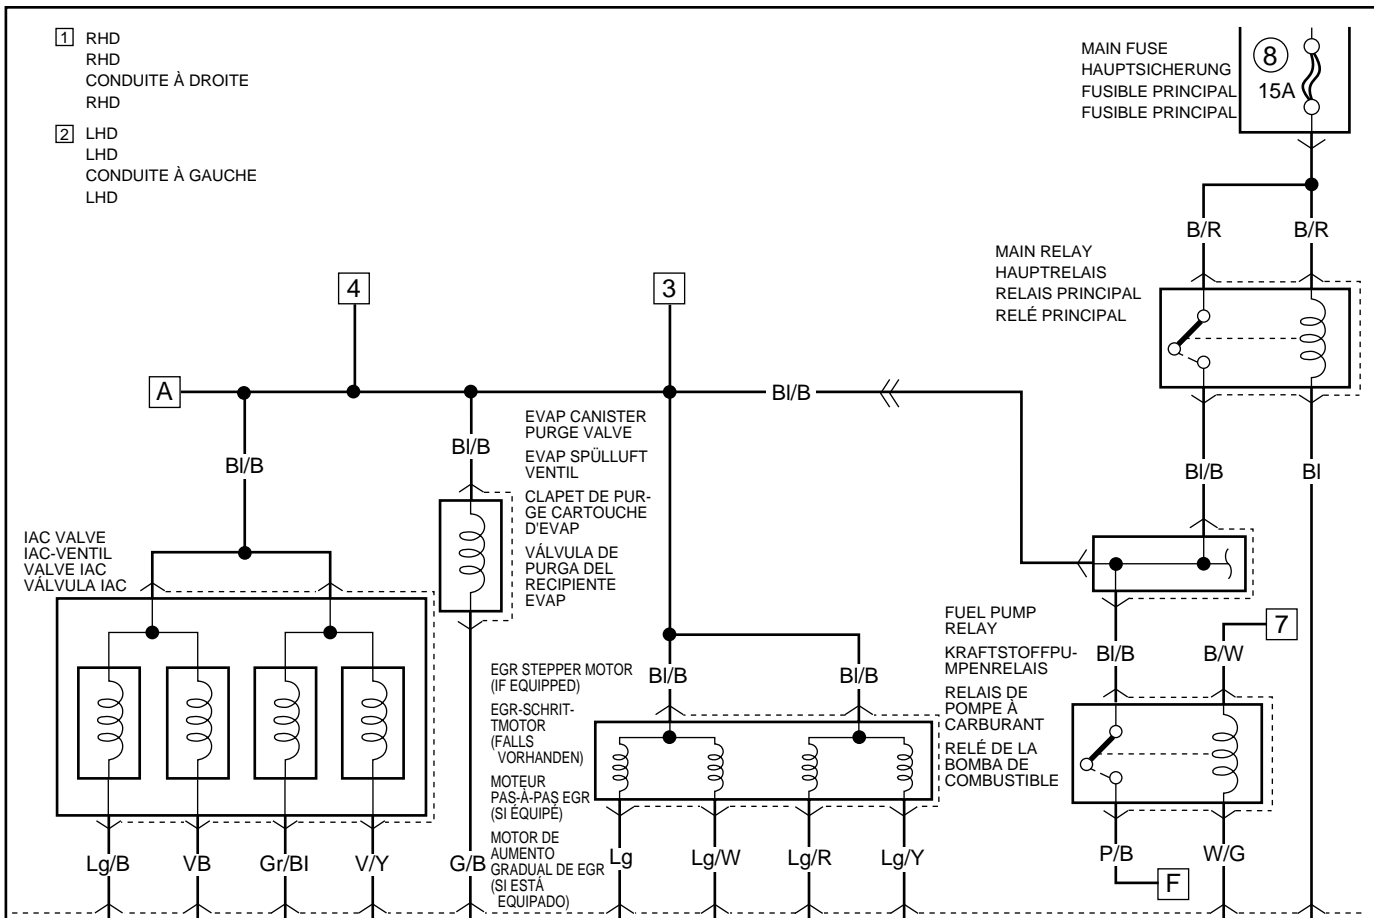 1 RHD
RHD
CONDUITE À DROITE
RHD
2 LHD
LHD
CONDUITE À GAUCHE
LHD
MAIN FUSE
HAUPTSICHERUNG
FUSIBLE PRINCIPAL
FUSIBLE PRINCIPAL
8
15A
B/R
B/R
MAIN RELAY
HAUPTRELAIS
RELAIS PRINCIPAL
RELÉ PRINCIPAL
4
3
A
Bl/B
Bl/B
Bl/B
EVAP CANISTER
PURGE VALVE
EVAP SPÜLLUFT
VENTIL
CLAPET DE PUR-
GE CARTOUCHE
D'EVAP
VÁLVULA DE
PURGA DEL
RECIPIENTE
EVAP
Bl/B
Bl
IAC VALVE
IAC-VENTIL
VALVE IAC
VÁLVULA IAC
FUEL PUMP
RELAY
KRAFTSTOFFPU-
MPENRELAIS
RELAIS DE
POMPE À
CARBURANT
RELÉ DE LA
BOMBA DE
COMBUSTIBLE
7
Bl/B
B/W
EGR STEPPER MOTOR
(IF EQUIPPED)
EGR-SCHRIT-
TMOTOR
(FALLS
VORHANDEN)
MOTEUR
PAS-À-PAS EGR
(SI ÉQUIPÉ)
MOTOR DE
AUMENTO
GRADUAL DE EGR
(SI ESTÁ
EQUIPADO)
Bl/B
Bl/B
Lg/B
VB
Gr/Bl
V/Y
G/B
Lg
Lg/W
Lg/R
Lg/Y
P/B
W/G
F